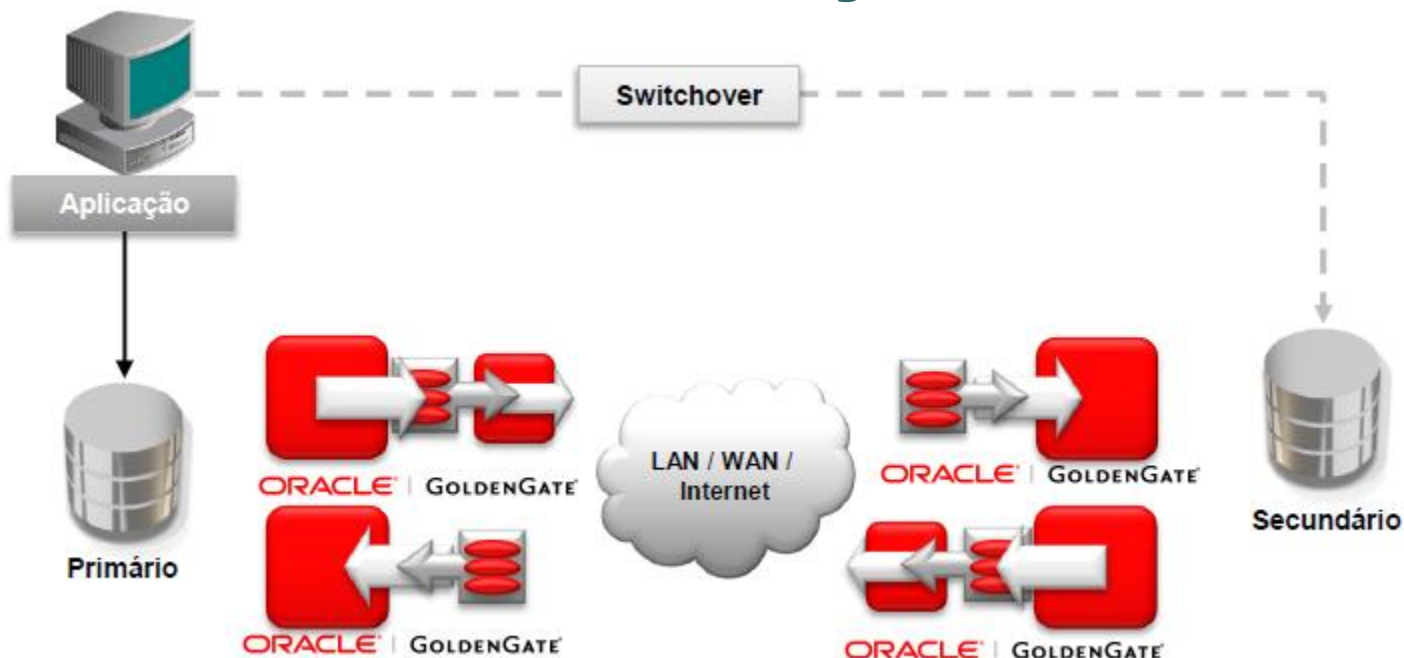 Switchover
Aplicação
LAN / WAN /
Internet
ORACLE | GOLDENGATE
ORACLE | GOLDENGATE
Primário
Secundário
ORACLE | GOLDENGATE
ORACLE | GOLDENGATE